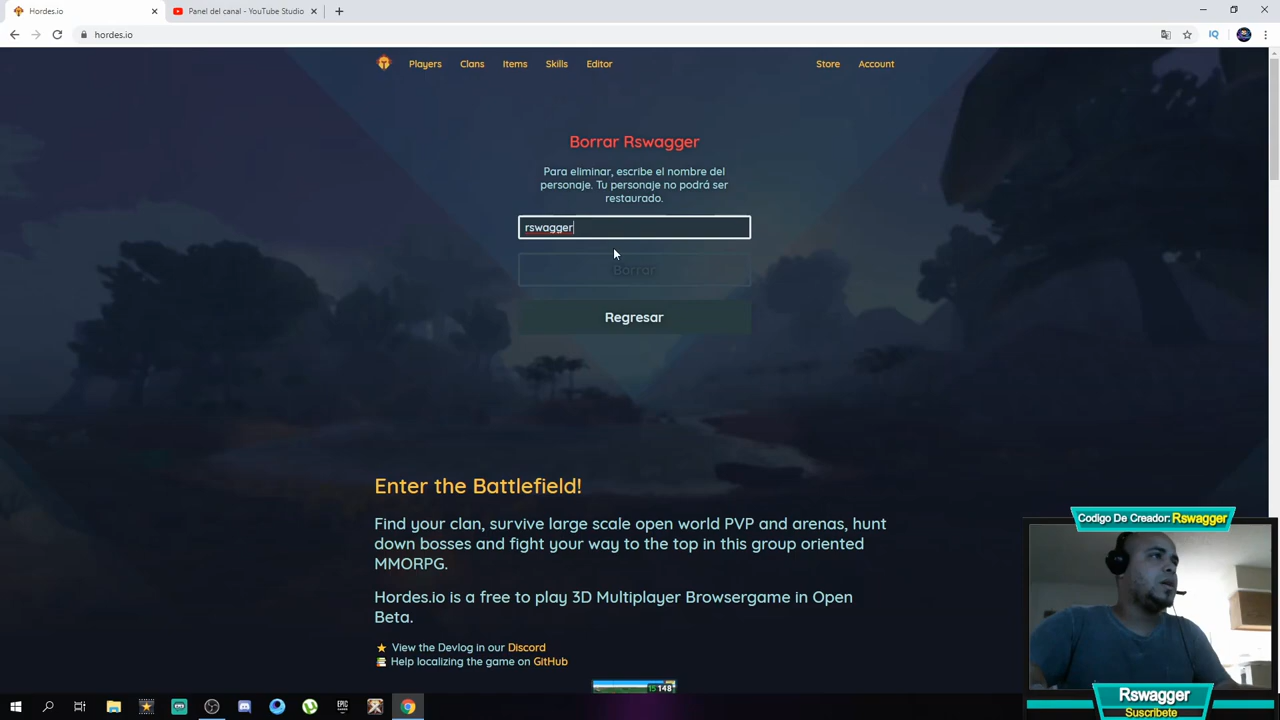 Hordes.io
Panel del canal - YouTube Studio
hordes.io
IQ
Players Clans Items Skills Editor Store Account
Borrar Rswagger
Para eliminar, escribe el nombre del
personaje. Tu personaje no podrá ser
restaurado.
rswagger
Borrar
Regresar
Enter the Battlefield!
Find your clan, survive large scale open world PVP and arenas, hunt
down bosses and fight your way to the top in this group oriented
MMORPG.
Hordes.io is a free to play 3D Multiplayer Browsergame in Open
Beta.
View the Devlog in our Discord
Help localizing the game on GitHub
15 148
Codigo De Creador: Rswagger
Rswagger
Suscribete
EPIC